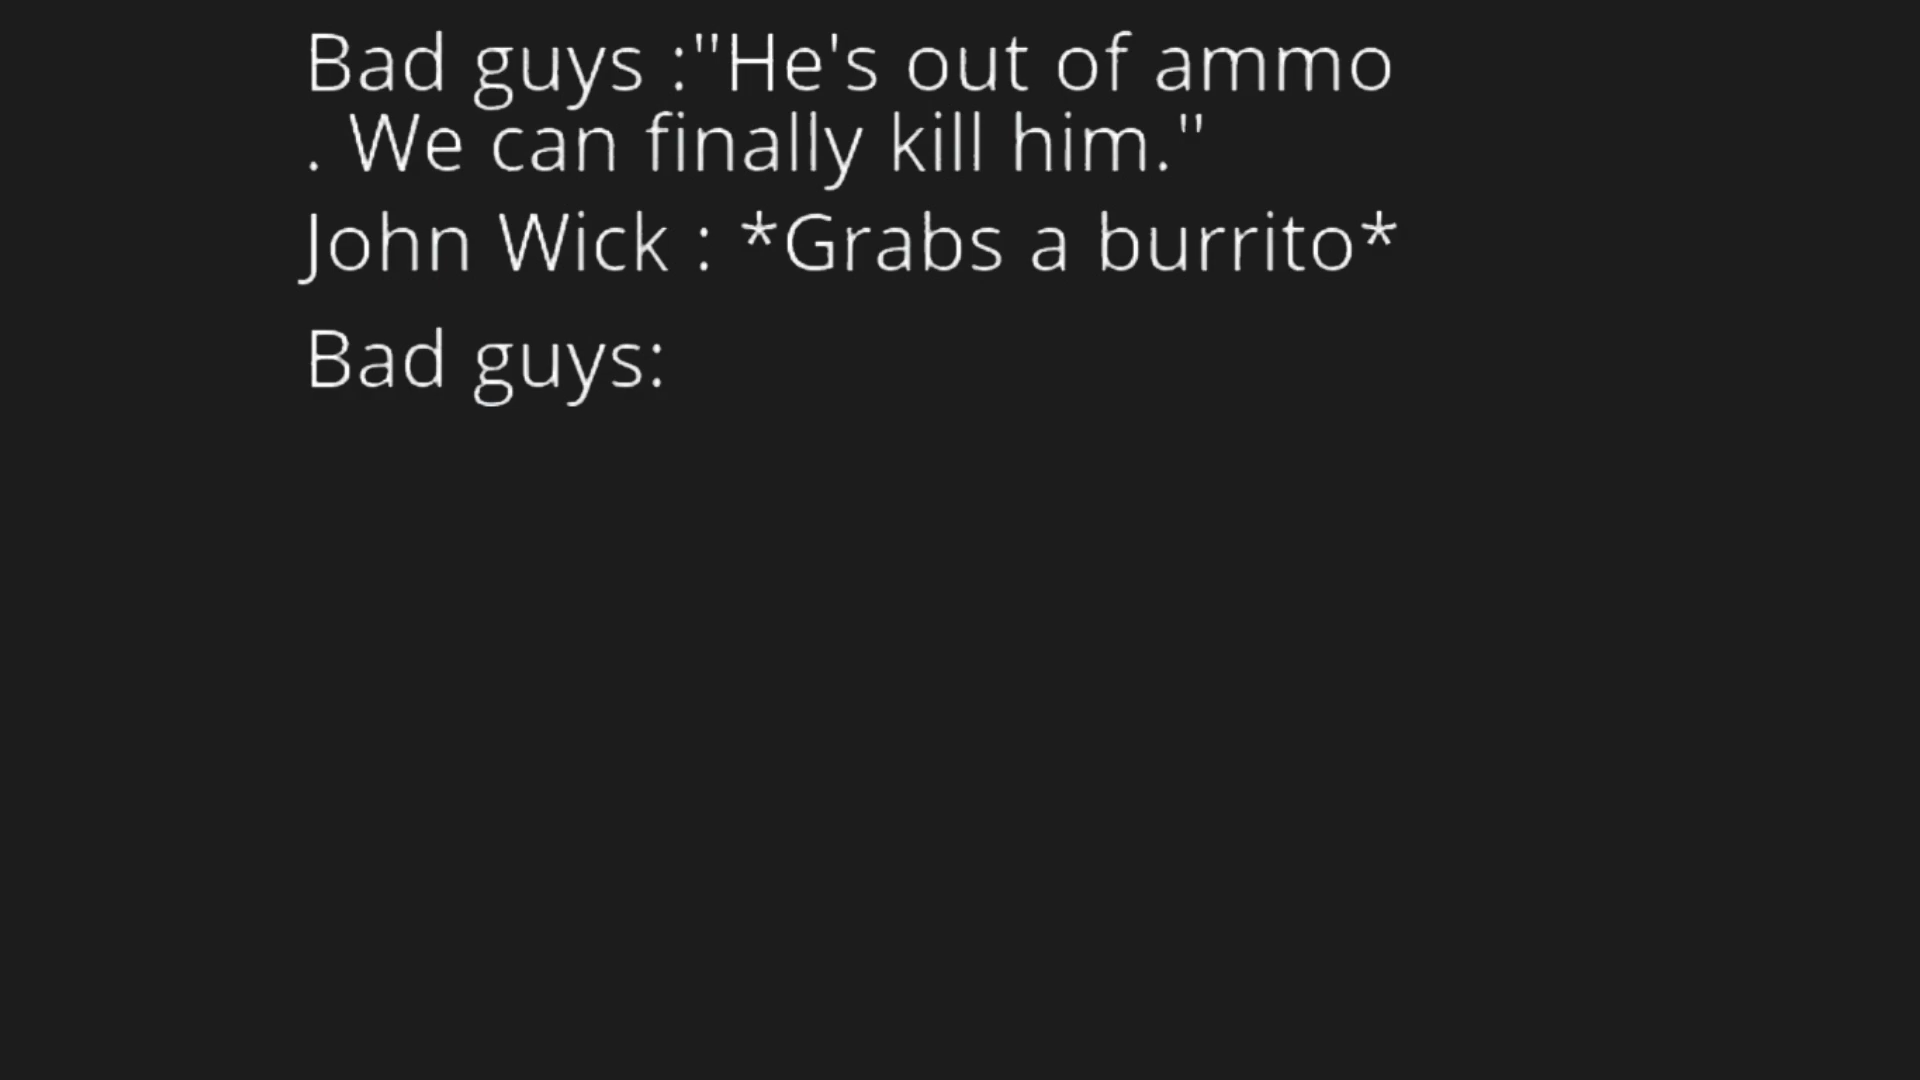 Bad guys :"He's out of ammo
. We can finally kill him."
John Wick : *Grabs a burrito*
Bad guys: